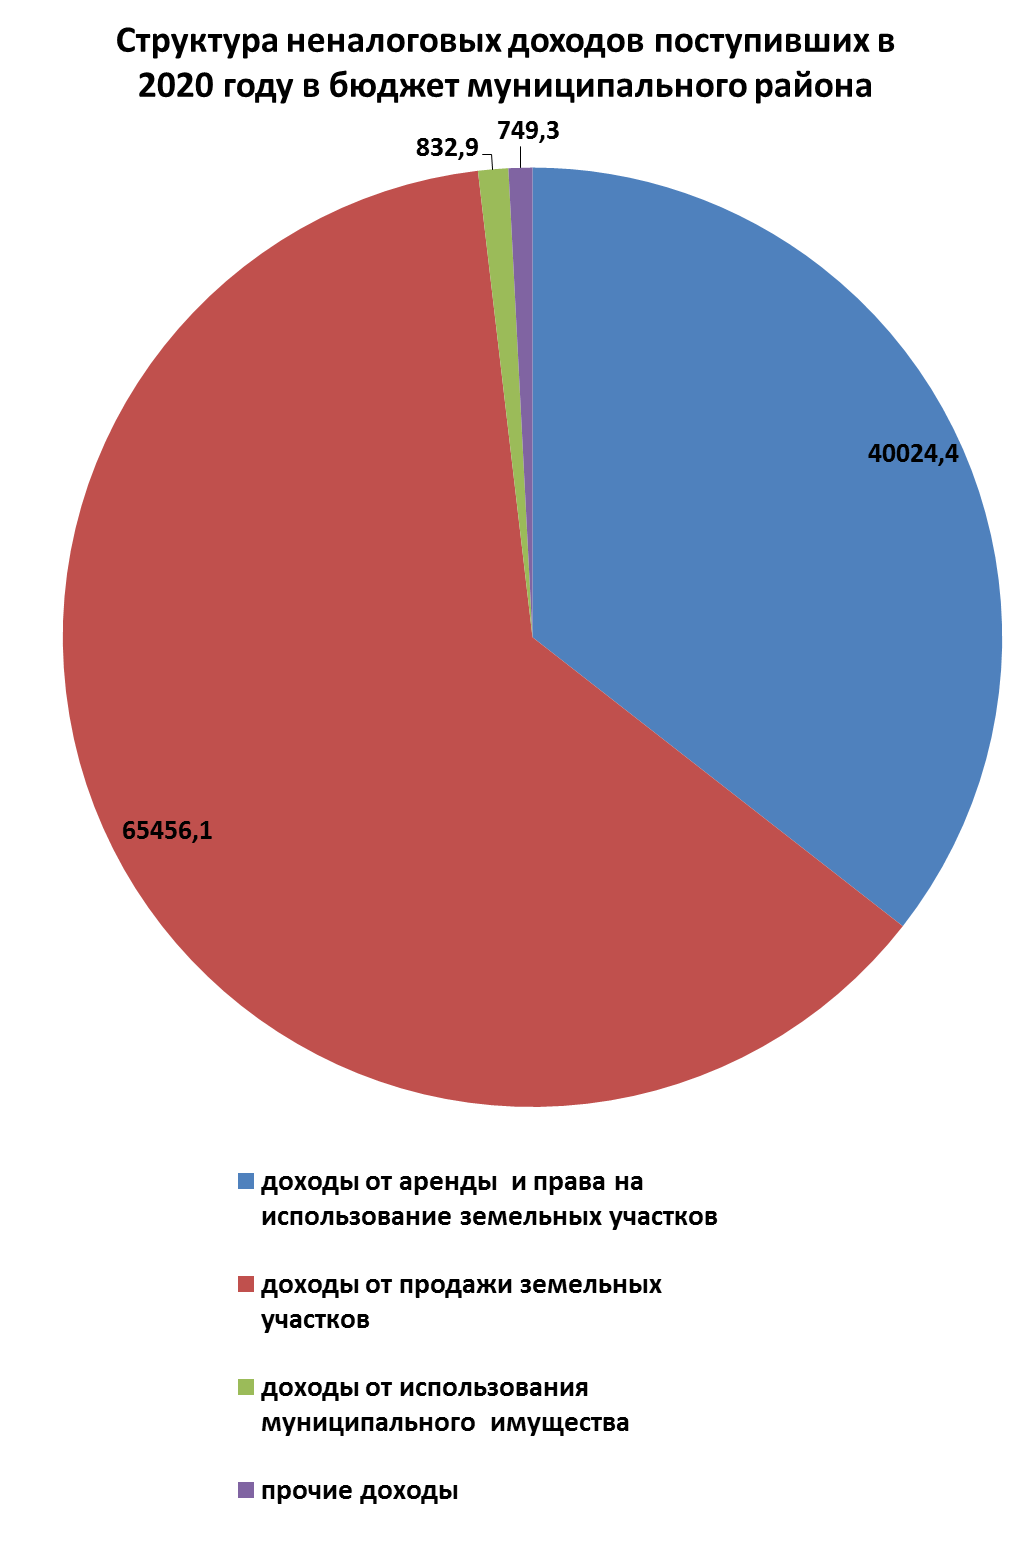 Структура неналоговых доходов поступивших в
2020 году в бюджет муниципального района
749,3
832,9
40024,4
65456,1
доходы от аренды  и права на
использование земельных участков
доходы от продажи земельных
участков
доходы от использования
муниципального  имущества
прочие доходы